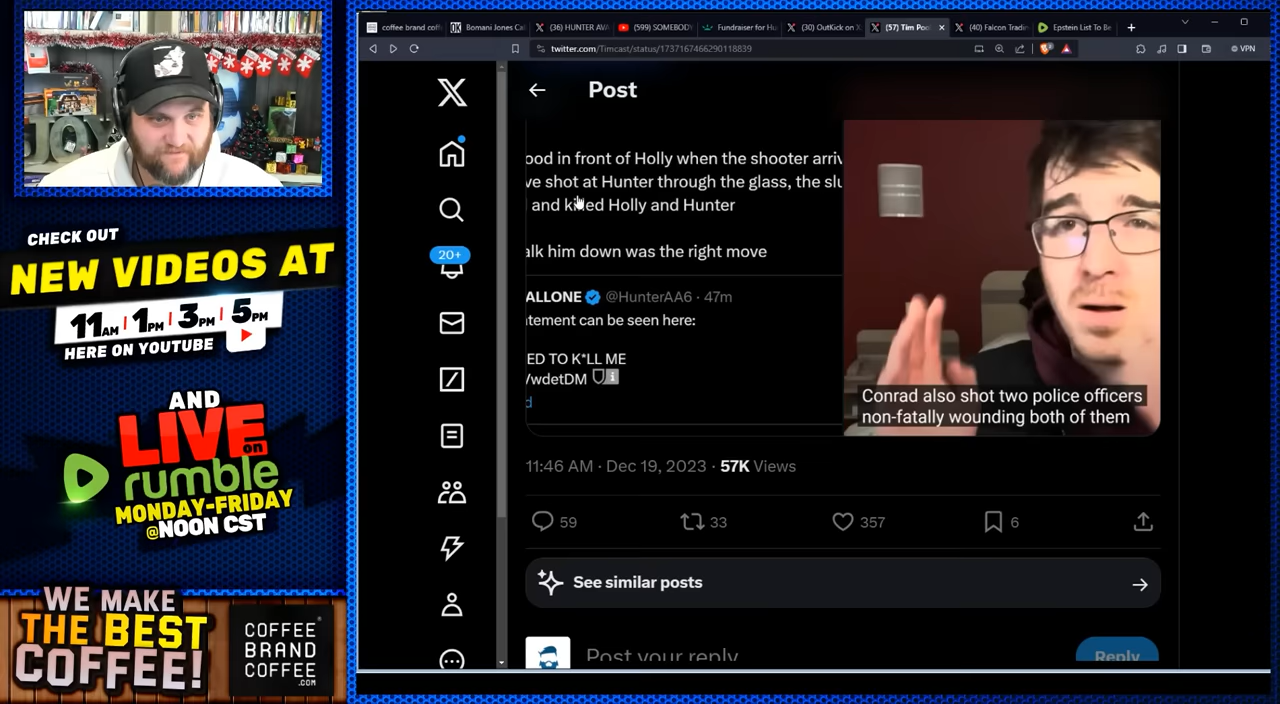 CHECK OUT
NEW VIDEOS AT
11AM | 1PM | 3PM | 5PM
HERE ON YOUTUBE
AND
LIVE on
rumble
MONDAY-FRIDAY
@NOON CST
WE MAKE
THE BEST
COFFEE!
COFFEE
BRAND
COFFEE
.COM
coffee brand coff
Bomani Jones Cal
(36) HUNTER AV
(599) SOMEBOD
Fundraiser for Hu
(30) OutKick on X
(57) Tim Poo
(40) Falcon Tradin
Epstein List To Be
twitter.com/Timcast/status/1737167466290118839
VPN
20+
Post
ood in front of Holly when the shooter arriv
ve shot at Hunter through the glass, the slu
and killed Holly and Hunter
alk him down was the right move
ALLONE @HunterAA6 · 47m
tement can be seen here:
ED TO K*LL ME
/wdetDM
d
Conrad also shot two police officers
non-fatally wounding both of them
11:46 AM · Dec 19, 2023 · 57K Views
59
33
357
6
See similar posts
Post your reply
Reply